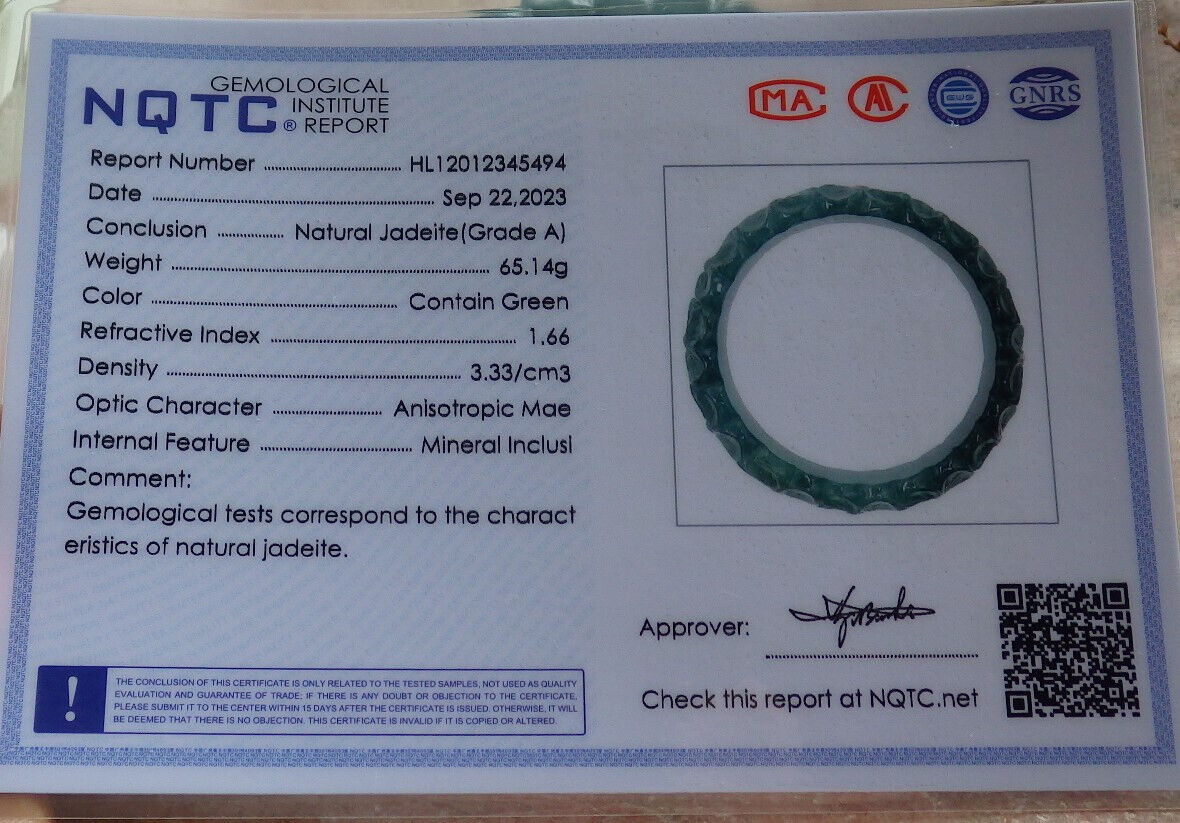 NQTC® GEMOLOGICAL INSTITUTE REPORT
MA
GNRS
Report Number ........ HL12012345494
Date ........ Sep 22,2023
Conclusion ........ Natural Jadeite(Grade A)
Weight ........ 65.14g
Color ........ Contain Green
Refractive Index ........ 1.66
Density ........ 3.33/cm3
Optic Character ........ Anisotropic Mae
Internal Feature ........ Mineral Inclusl
Comment:
Gemological tests correspond to the charact
eristics of natural jadeite.
Approver:
Check this report at NQTC.net
!
THE CONCLUSION OF THIS CERTIFICATE IS ONLY RELATED TO THE TESTED SAMPLES, NOT USED AS QUALITY
EVALUATION AND GUARANTEE OF TRADE; IF THERE IS ANY DOUBT OR OBJECTION TO THE CERTIFICATE,
PLEASE SUBMIT IT TO THE CENTER WITHIN 15 DAYS AFTER THE CERTIFICATE IS ISSUED. OTHERWISE, IT WILL
BE DEEMED THAT THERE IS NO OBJECTION. THIS CERTIFICATE IS INVALID IF IT IS COPIED OR ALTERED.